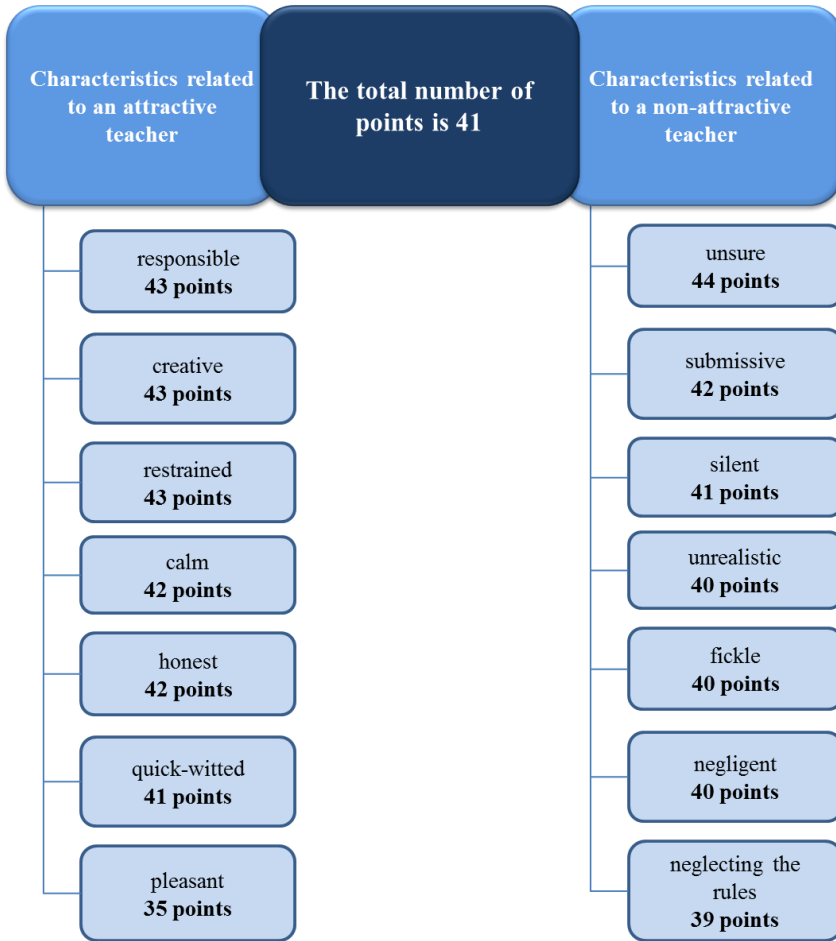 Characteristics related
to an attractive
teacher
The total number of
points is 41
Characteristics related
to a non-attractive
teacher
responsible
43 points
creative
43 points
restrained
43 points
calm
42 points
honest
42 points
quick-witted
41 points
pleasant
35 points
unsure
44 points
submissive
42 points
silent
41 points
unrealistic
40 points
fickle
40 points
negligent
40 points
neglecting the
rules
39 points